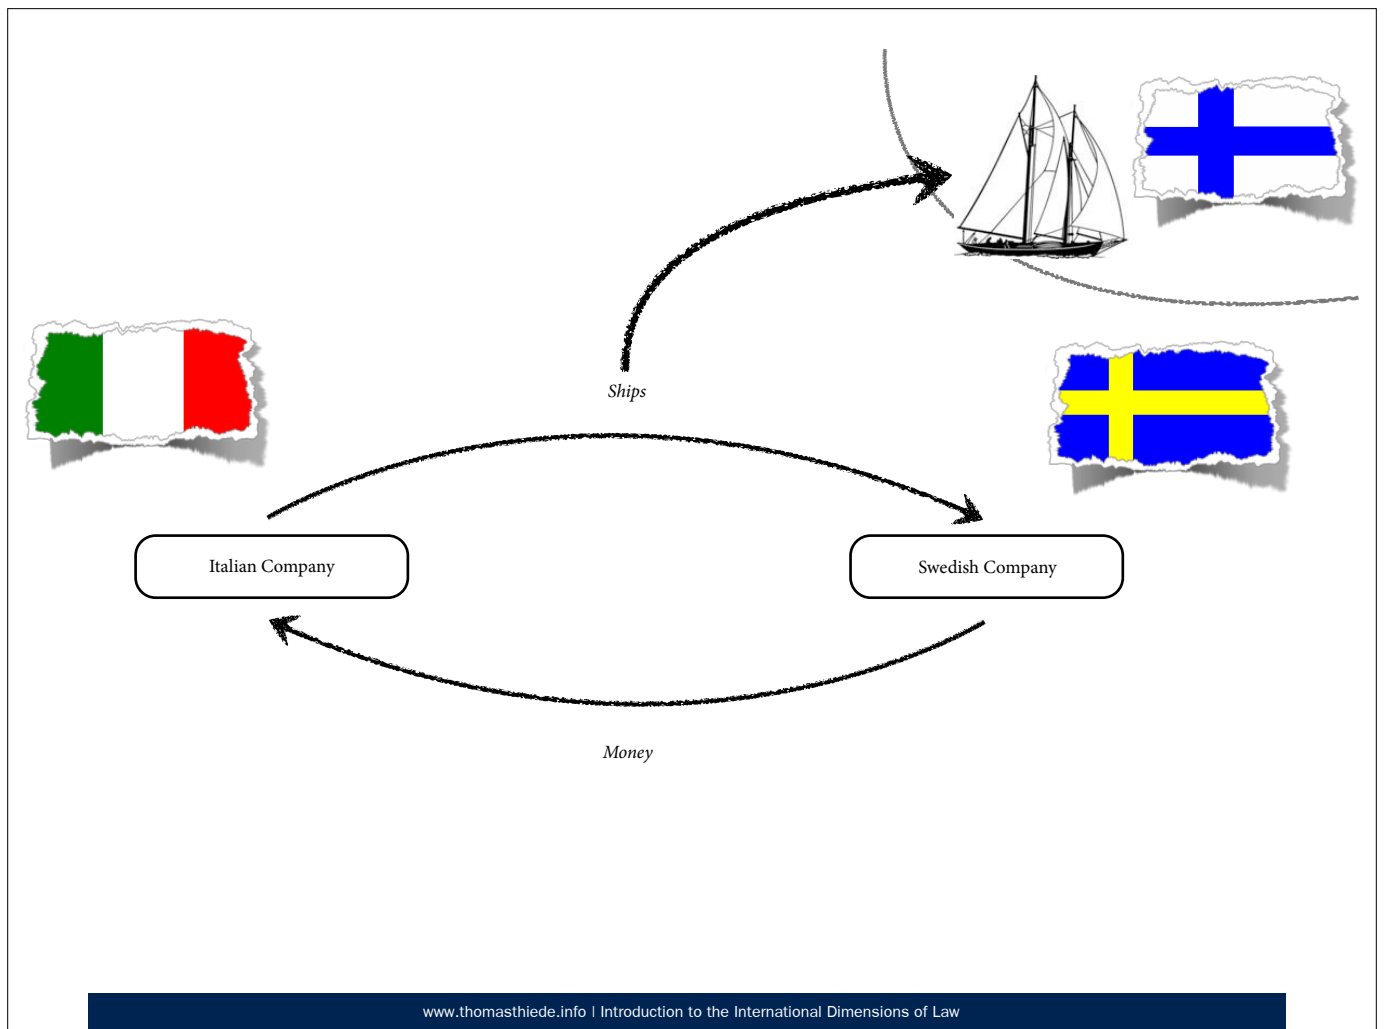 Ships
Italian Company
Swedish Company
Money
www.thomasthiede.info | Introduction to the International Dimensions of Law